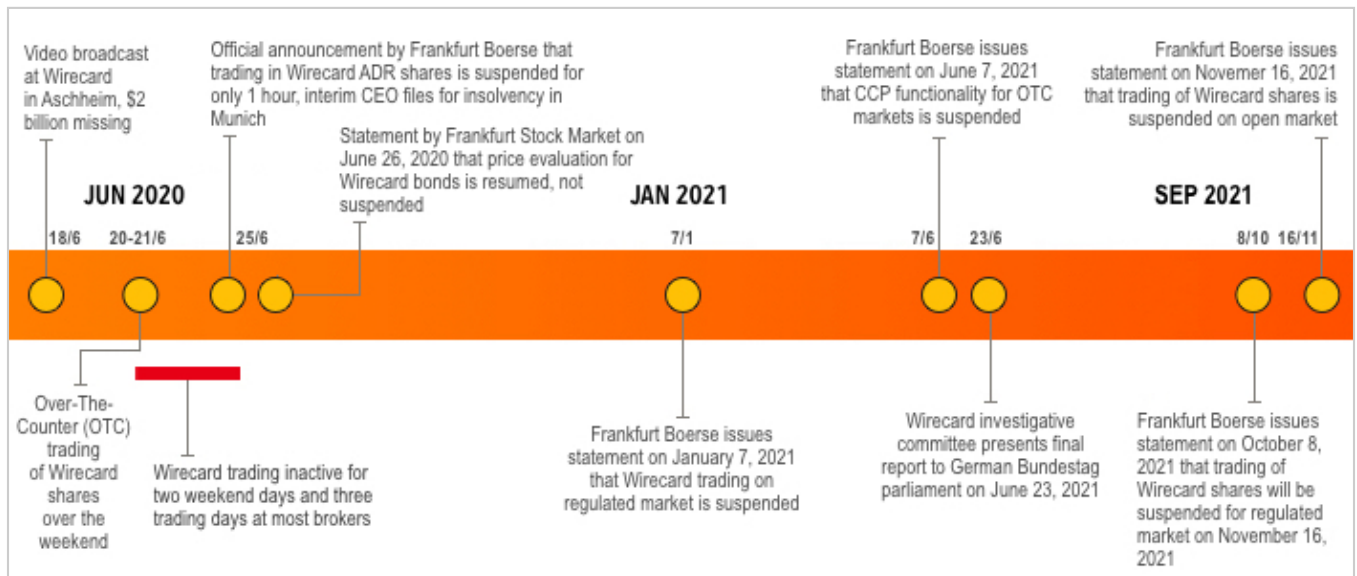 Video broadcast
at Wirecard
in Aschheim, $2
billion missing
Official announcement by Frankfurt Boerse that
trading in Wirecard ADR shares is suspended for
only 1 hour, interim CEO files for insolvency in
Munich
Statement by Frankfurt Stock Market on
June 26, 2020 that price evaluation for
Wirecard bonds is resumed, not
suspended
Frankfurt Boerse issues
statement on June 7, 2021
that CCP functionality for OTC
markets is suspended
Frankfurt Boerse issues
statement on Novemer 16, 2021
that trading of Wirecard shares is
suspended on open market
JUN 2020
JAN 2021
SEP 2021
18/6
20-21/6
25/6
7/1
7/6
23/6
8/10
16/11
Over-The-
Counter (OTC)
trading
of Wirecard
shares
over the
weekend
Wirecard trading inactive for
two weekend days and three
trading days at most brokers
Frankfurt Boerse issues
statement on January 7, 2021
that Wirecard trading on
regulated market is suspended
Wirecard investigative
committee presents final
report to German Bundestag
parliament on June 23, 2021
Frankfurt Boerse issues
statement on October 8,
2021 that trading of
Wirecard shares will be
suspended for regulated
market on November 16,
2021